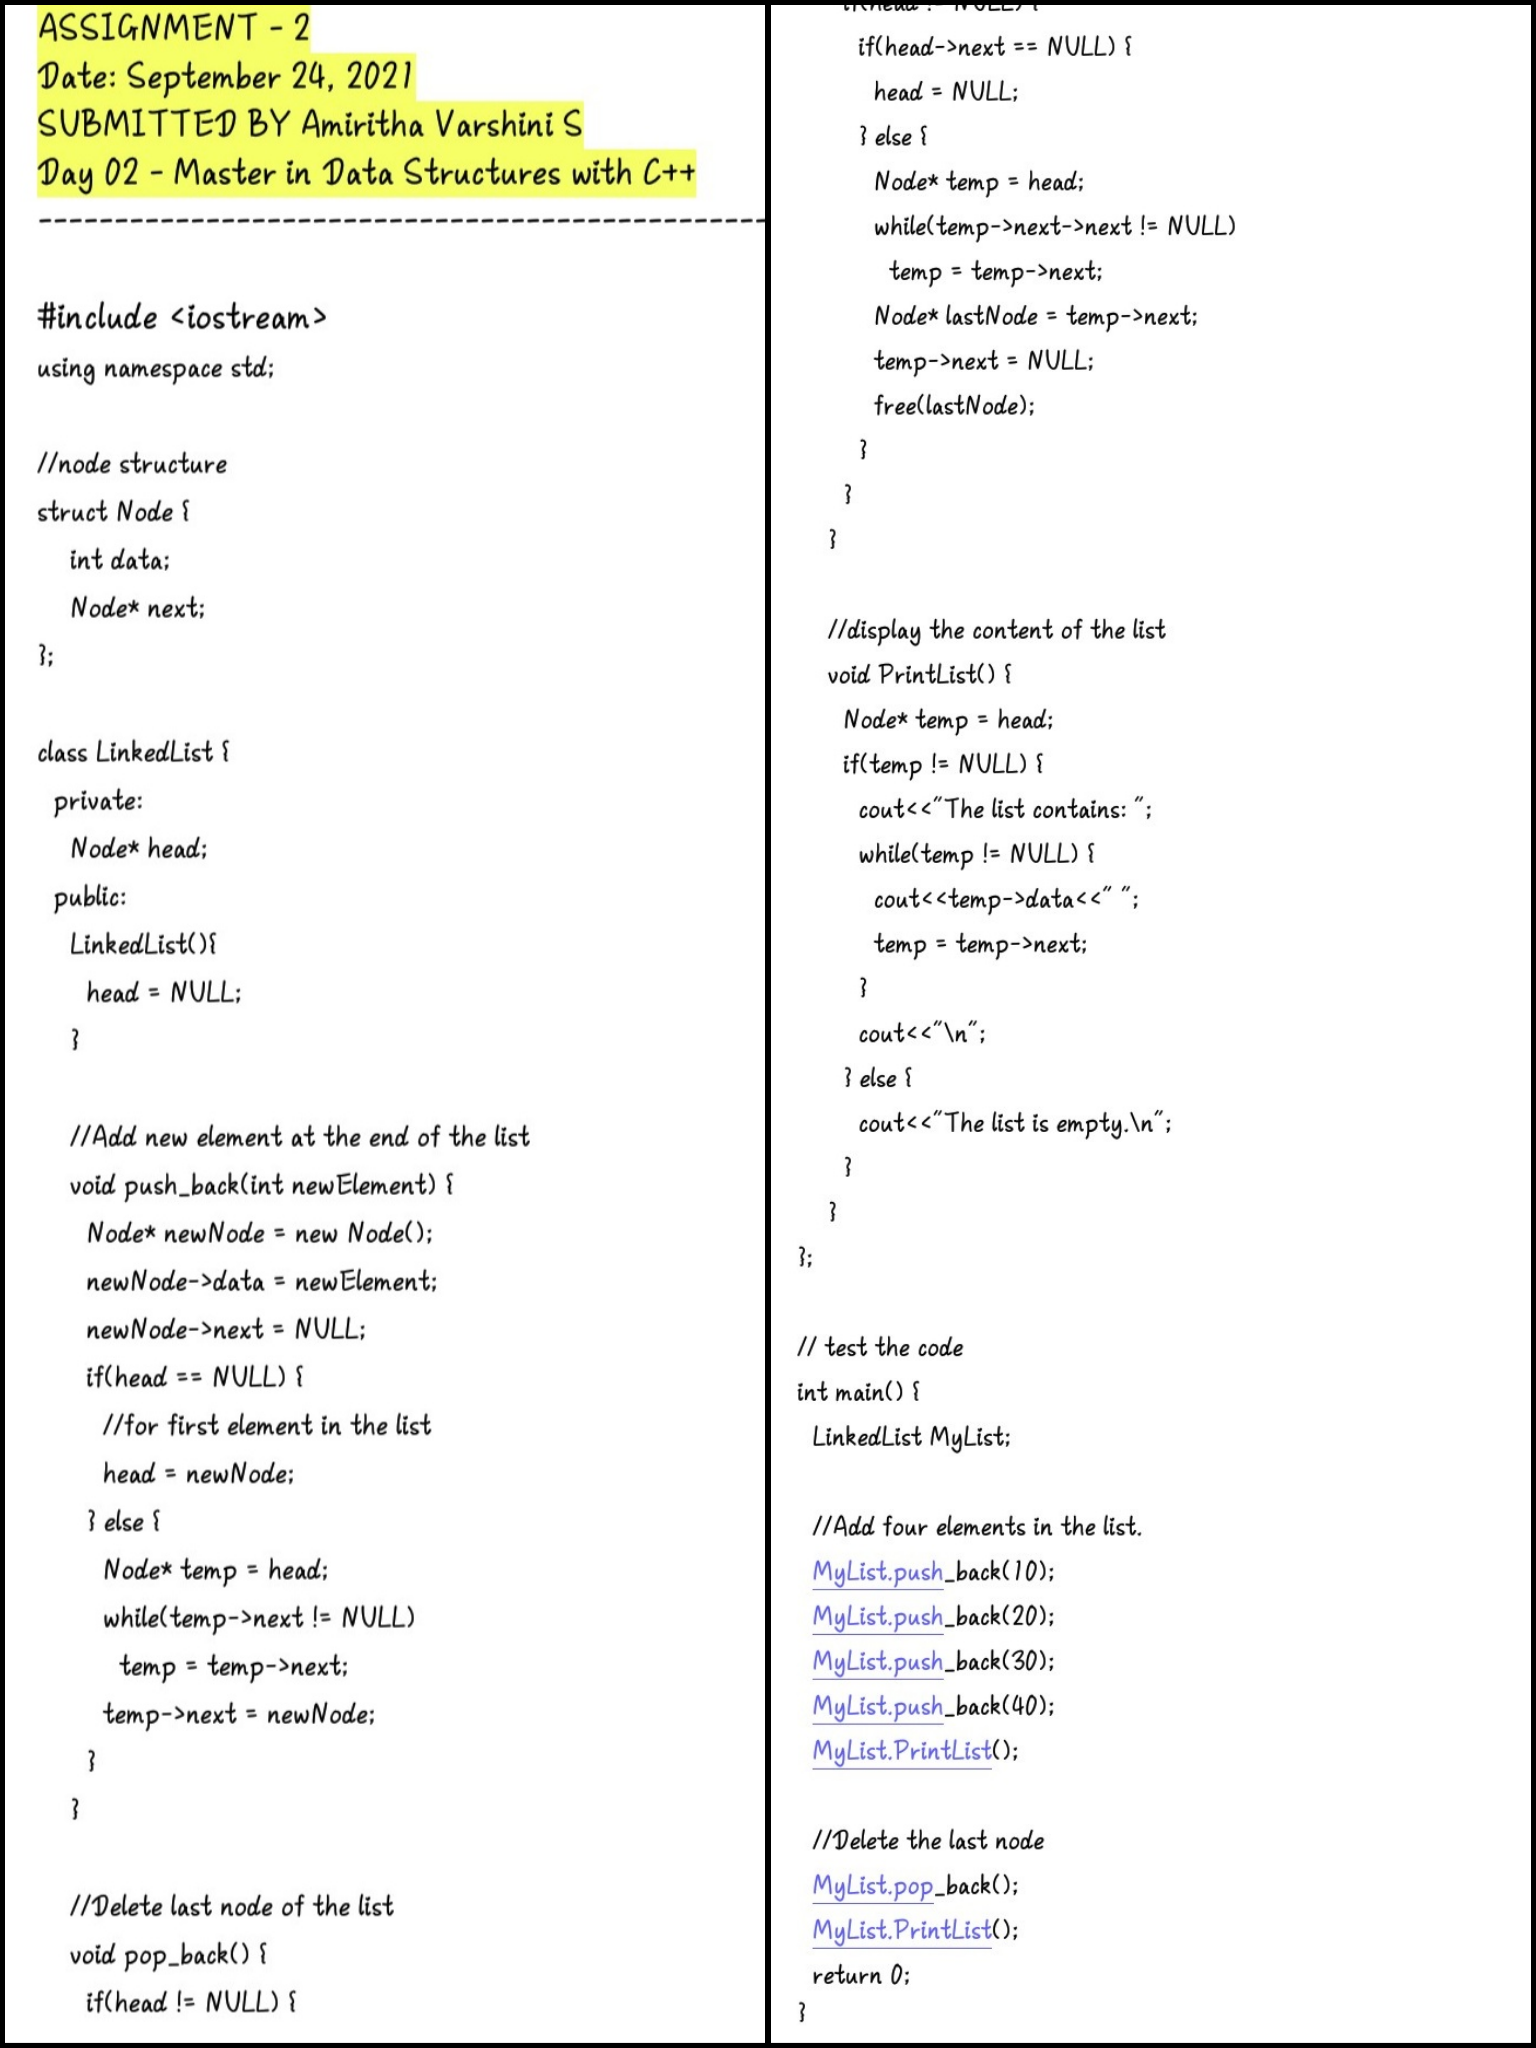 ASSIGNMENT - 2
Date: September 24, 2021
SUBMITTED BY Amiritha Varshini S
Day 02 - Master in Data Structures with C++
------------------------------------------------
#include <iostream>
using namespace std;
//node structure
struct Node {
int data;
Node* next;
};
class LinkedList {
private:
Node* head;
public:
LinkedList(){
head = NULL;
}
//Add new element at the end of the list
void push_back(int newElement) {
Node* newNode = new Node();
newNode->data = newElement;
newNode->next = NULL;
if(head == NULL) {
//for first element in the list
head = newNode;
} else {
Node* temp = head;
while(temp->next != NULL)
temp = temp->next;
temp->next = newNode;
}
}
//Delete last node of the list
void pop_back() {
if(head != NULL) {
if(head != NULL) {
if(head->next == NULL) {
head = NULL;
} else {
Node* temp = head;
while(temp->next->next != NULL)
temp = temp->next;
Node* lastNode = temp->next;
temp->next = NULL;
free(lastNode);
}
}
}
//display the content of the list
void PrintList() {
Node* temp = head;
if(temp != NULL) {
cout<<"The list contains: ";
while(temp != NULL) {
cout<<temp->data<<" ";
temp = temp->next;
}
cout<<"\n";
} else {
cout<<"The list is empty.\n";
}
}
};
// test the code
int main() {
LinkedList MyList;
//Add four elements in the list.
MyList.push_back(10);
MyList.push_back(20);
MyList.push_back(30);
MyList.push_back(40);
MyList.PrintList();
//Delete the last node
MyList.pop_back();
MyList.PrintList();
return 0;
}